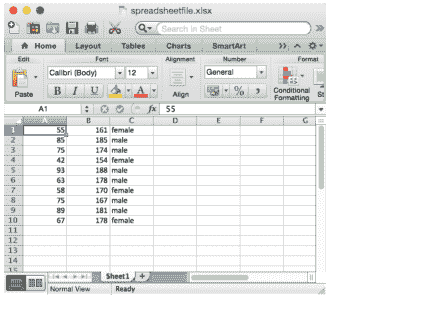 spreadsheetfile.xlsx
Search in Sheet
Home Layout Tables Charts SmartArt
Edit Font Alignment Number Format
Calibri (Body) 12 General
Paste B I U A Align % Conditional Formatting
A1 fx 55
A B C D E F G
1 55 161 female
2 85 185 male
3 75 174 male
4 42 154 female
5 93 188 male
6 63 178 male
7 58 170 female
8 75 167 male
9 89 181 male
10 67 178 female
11
12
13
14
15
Sheet1
Normal View Ready